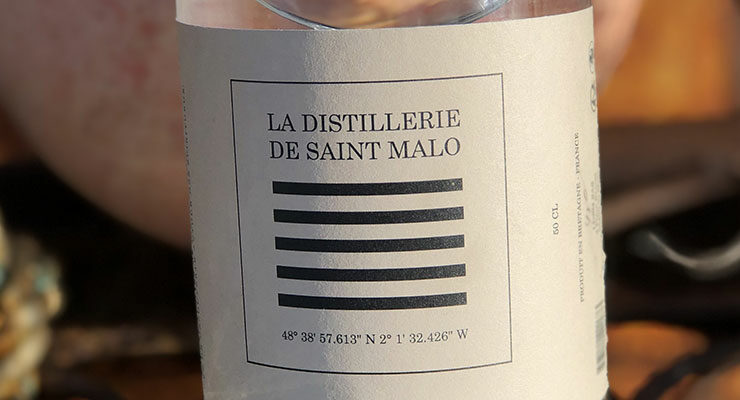 LA DISTILLERIE
DE SAINT MALO
48° 38' 57.613" N 2° 1' 32.426" W
50 CL
PRODUIT EN BRETAGNE - FRANCE